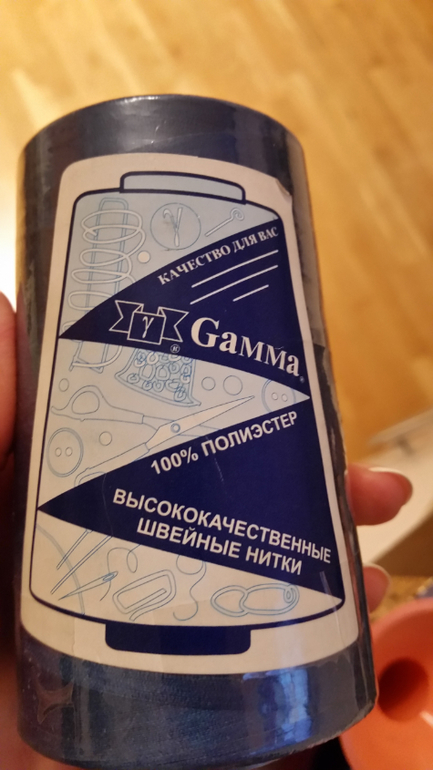 КАЧЕСТВО ДЛЯ ВАС
γ ® Gamma®
100% ПОЛИЭСТЕР
ВЫСОКОКАЧЕСТВЕННЫЕ
ШВЕЙНЫЕ НИТКИ